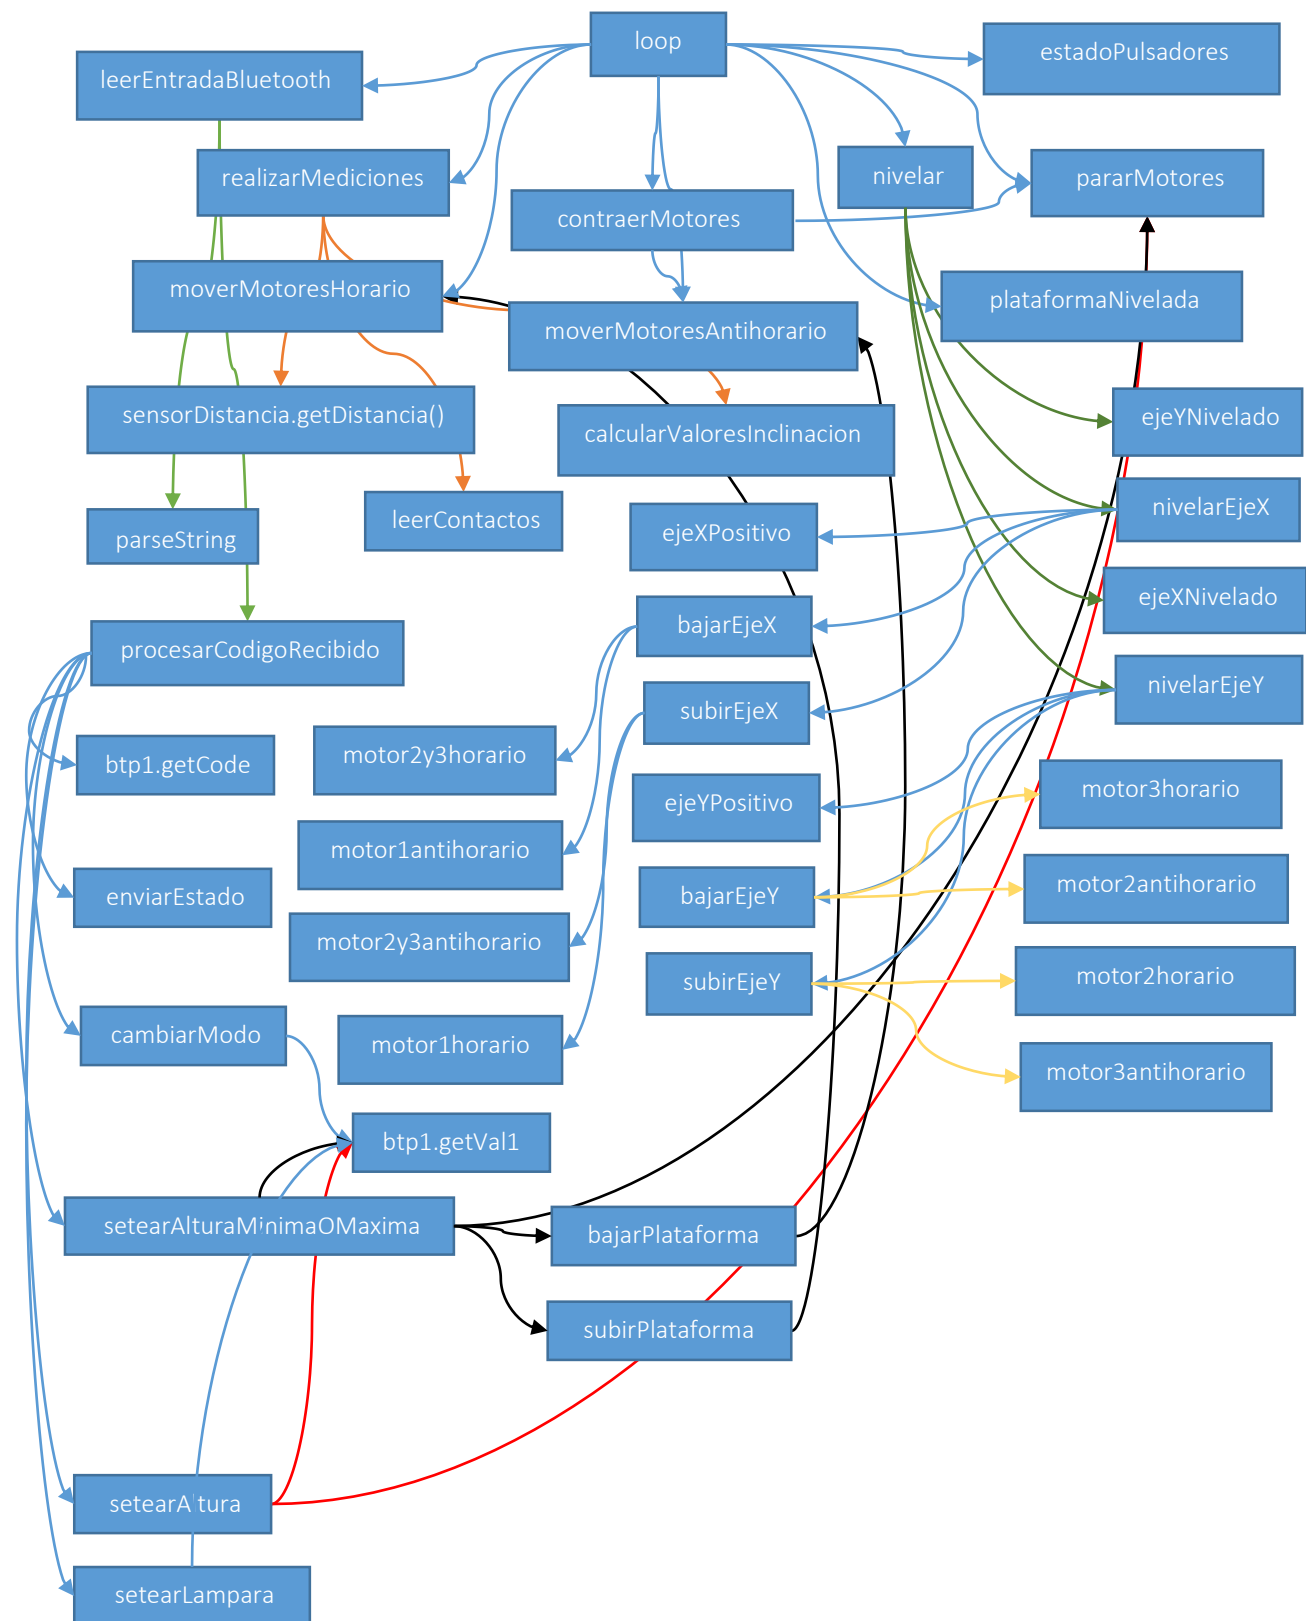 loop
estadoPulsadores
leerEntradaBluetooth
realizarMediciones
nivelar
pararMotores
contraerMotores
moverMotoresHorario
plataformaNivelada
moverMotoresAntihorario
sensorDistancia.getDistancia()
ejeYNivelado
calcularValoresInclinacion
nivelarEjeX
leerContactos
ejeXPositivo
parseString
ejeXNivelado
bajarEjeX
procesarCodigoRecibido
nivelarEjeY
subirEjeX
motor2y3horario
btp1.getCode
motor3horario
ejeYPositivo
motor1antihorario
motor2antihorario
bajarEjeY
enviarEstado
motor2y3antihorario
motor2horario
subirEjeY
cambiarModo
motor1horario
motor3antihorario
btp1.getVal1
setearAlturaMinimaOMaxima
bajarPlataforma
subirPlataforma
setearAltura
setearLampara